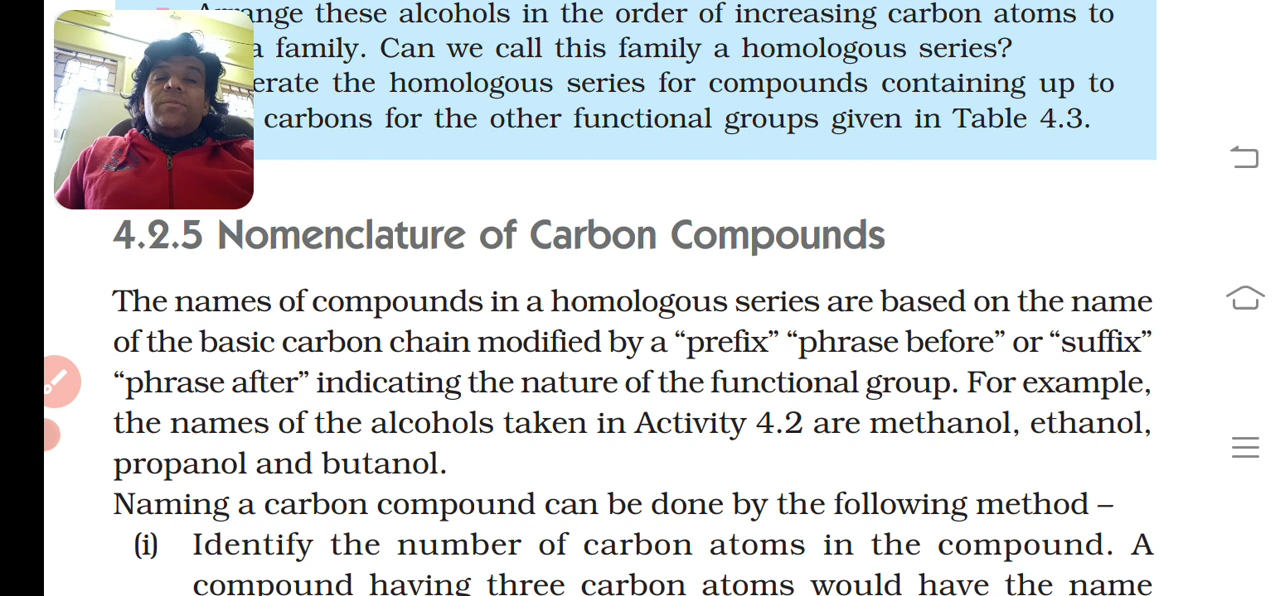 ange these alcohols in the order of increasing carbon atoms to
a family. Can we call this family a homologous series?
erate the homologous series for compounds containing up to
carbons for the other functional groups given in Table 4.3.
4.2.5 Nomenclature of Carbon Compounds
The names of compounds in a homologous series are based on the name
of the basic carbon chain modified by a “prefix” “phrase before” or “suffix”
“phrase after” indicating the nature of the functional group. For example,
the names of the alcohols taken in Activity 4.2 are methanol, ethanol,
propanol and butanol.
Naming a carbon compound can be done by the following method –
(i) Identify the number of carbon atoms in the compound. A
compound having three carbon atoms would have the name